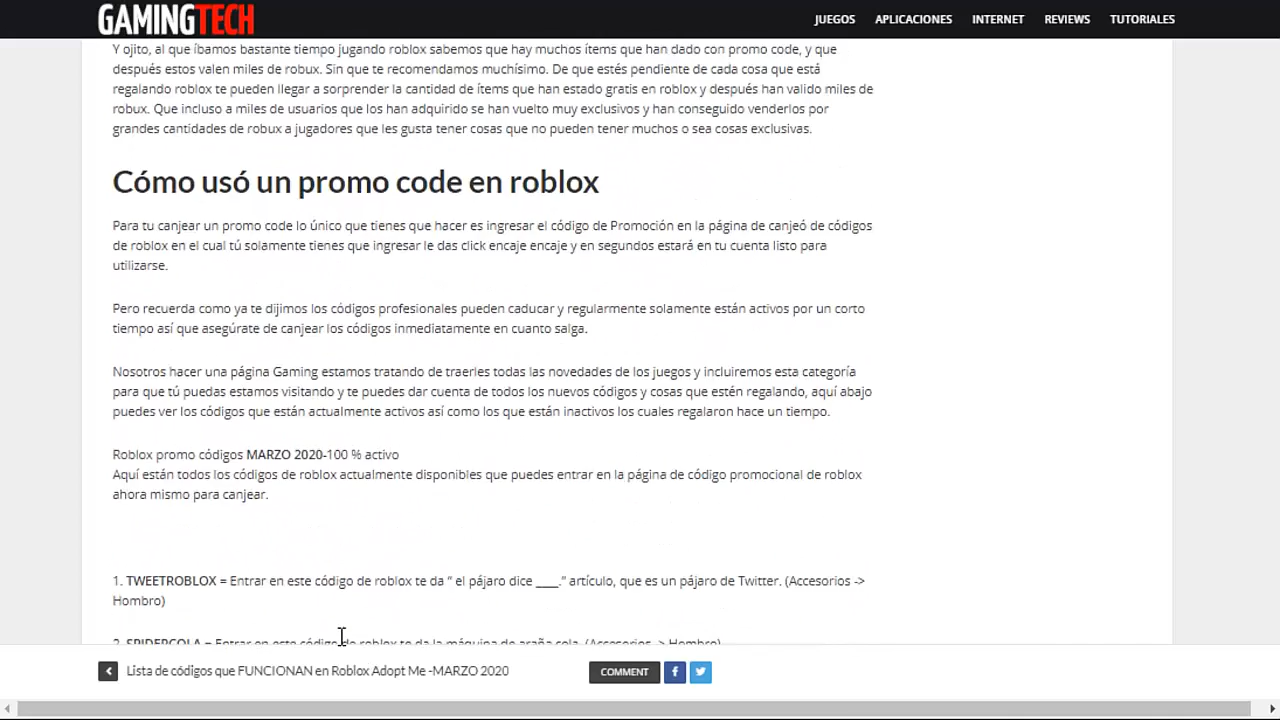 GAMINGTECH
JUEGOS APLICACIONES INTERNET REVIEWS TUTORIALES
Y ojito, al que íbamos bastante tiempo jugando roblox sabemos que hay muchos ítems que han dado con promo code, y que
después estos valen miles de robux. Sin que te recomendamos muchísimo. De que estés pendiente de cada cosa que está
regalando roblox te pueden llegar a sorprender la cantidad de ítems que han estado gratis en roblox y después han valido miles de
robux. Que incluso a miles de usuarios que los han adquirido se han vuelto muy exclusivos y han conseguido venderlos por
grandes cantidades de robux a jugadores que les gusta tener cosas que no pueden tener muchos o sea cosas exclusivas.
Cómo usó un promo code en roblox
Para tu canjear un promo code lo único que tienes que hacer es ingresar el código de Promoción en la página de canjeó de códigos
de roblox en el cual tú solamente tienes que ingresar le das click encaje encaje y en segundos estará en tu cuenta listo para
utilizarse.
Pero recuerda como ya te dijimos los códigos profesionales pueden caducar y regularmente solamente están activos por un corto
tiempo así que asegúrate de canjear los códigos inmediatamente en cuanto salga.
Nosotros hacer una página Gaming estamos tratando de traerles todas las novedades de los juegos y incluiremos esta categoría
para que tú puedas estamos visitando y te puedes dar cuenta de todos los nuevos códigos y cosas que estén regalando, aquí abajo
puedes ver los códigos que están actualmente activos así como los que están inactivos los cuales regalaron hace un tiempo.
Roblox promo códigos MARZO 2020-100 % activo
Aquí están todos los códigos de roblox actualmente disponibles que puedes entrar en la página de código promocional de roblox
ahora mismo para canjear.
1. TWEETROBLOX = Entrar en este código de roblox te da " el pájaro dice ____." artículo, que es un pájaro de Twitter. (Accesorios ->
Hombro)
2. SPIDERCOLA = Entrar en este código de roblox te da la máquina de araña cola. (Accesorios -> Hombro)
Lista de códigos que FUNCIONAN en Roblox Adopt Me -MARZO 2020
COMMENT